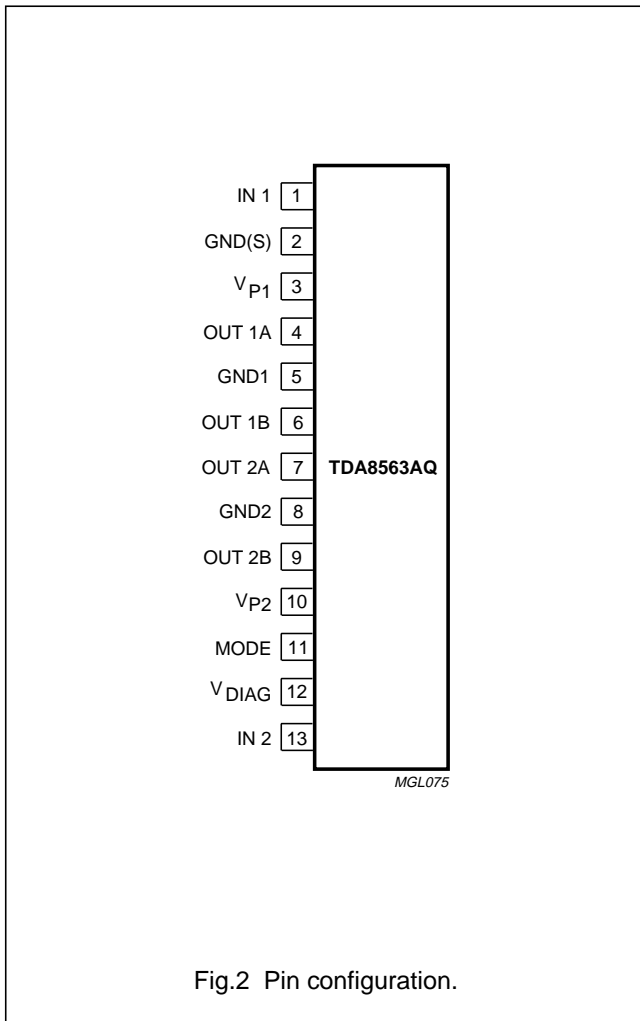 IN 1 1
GND(S) 2
VP1 3
OUT 1A 4
GND1 5
OUT 1B 6
OUT 2A 7 TDA8563AQ
GND2 8
OUT 2B 9
VP2 10
MODE 11
VDIAG 12
IN 2 13
MGL075
Fig.2 Pin configuration.